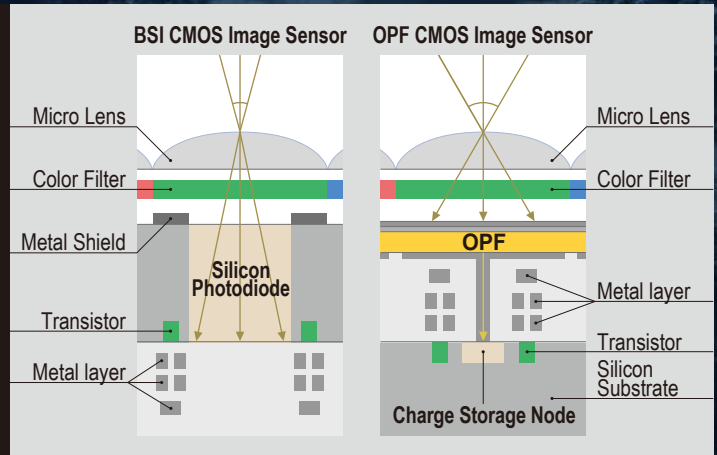 BSI CMOS Image Sensor
OPF CMOS Image Sensor
Micro Lens
Color Filter
Metal Shield
Silicon
Photodiode
Transistor
Metal layer
Micro Lens
Color Filter
OPF
Metal layer
Transistor
Silicon
Substrate
Charge Storage Node